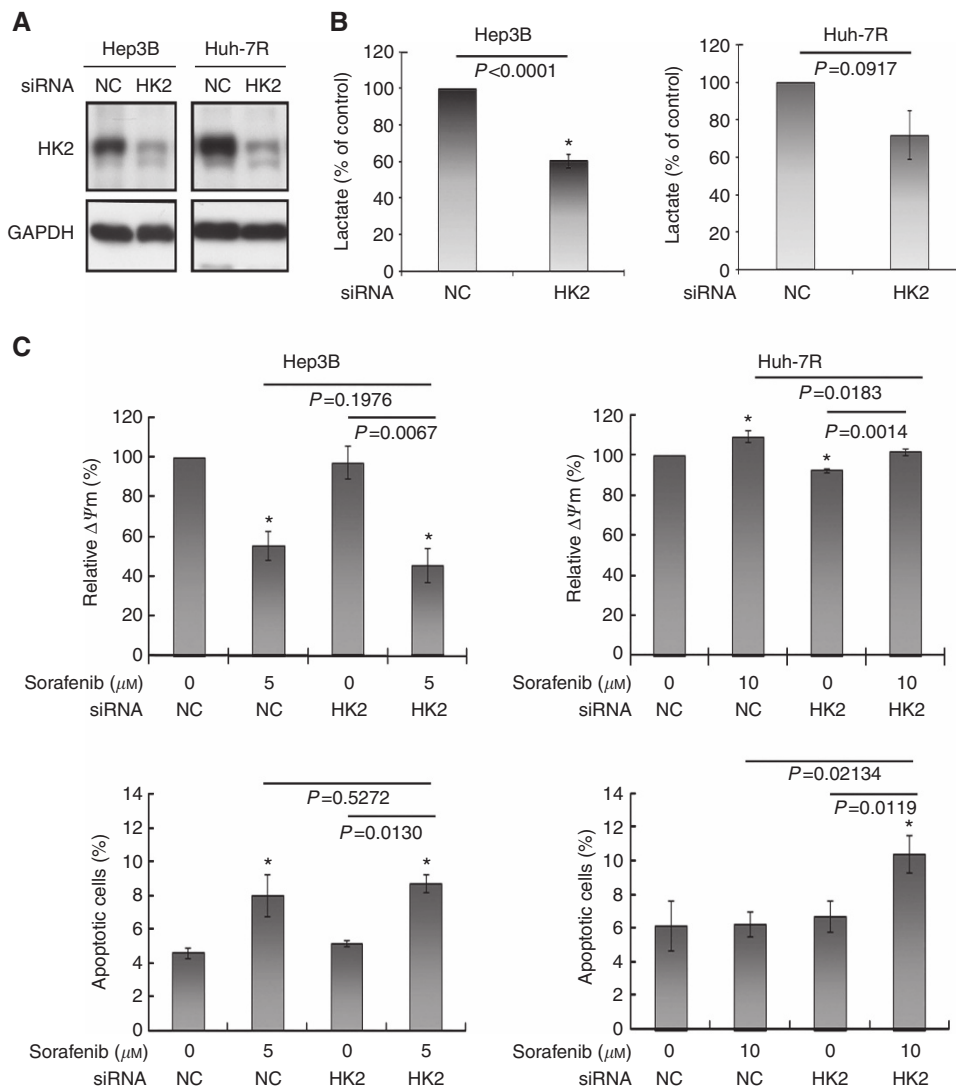 A
Hep3B Huh-7R
siRNA NC HK2 NC HK2
HK2
GAPDH
B
Hep3B
P<0.0001
*
120
100
80
60
40
20
0
Lactate (% of control)
siRNA NC HK2
Huh-7R
P=0.0917
120
100
80
60
40
20
0
Lactate (% of control)
siRNA NC HK2
C
Hep3B
P=0.1976
P=0.0067
* *
120
100
80
60
40
20
0
Relative ΔΨm (%)
Sorafenib (μM) 0 5 0 5
siRNA NC NC HK2 HK2
Huh-7R
P=0.0183
P=0.0014
* *
120
100
80
60
40
20
0
Relative ΔΨm (%)
Sorafenib (μM) 0 10 0 10
siRNA NC NC HK2 HK2
P=0.5272
P=0.0130
* *
14
12
10
8
6
4
2
0
Apoptotic cells (%)
Sorafenib (μM) 0 5 0 5
siRNA NC NC HK2 HK2
P=0.02134
P=0.0119
*
14
12
10
8
6
4
2
0
Apoptotic cells (%)
Sorafenib (μM) 0 10 0 10
siRNA NC NC HK2 HK2